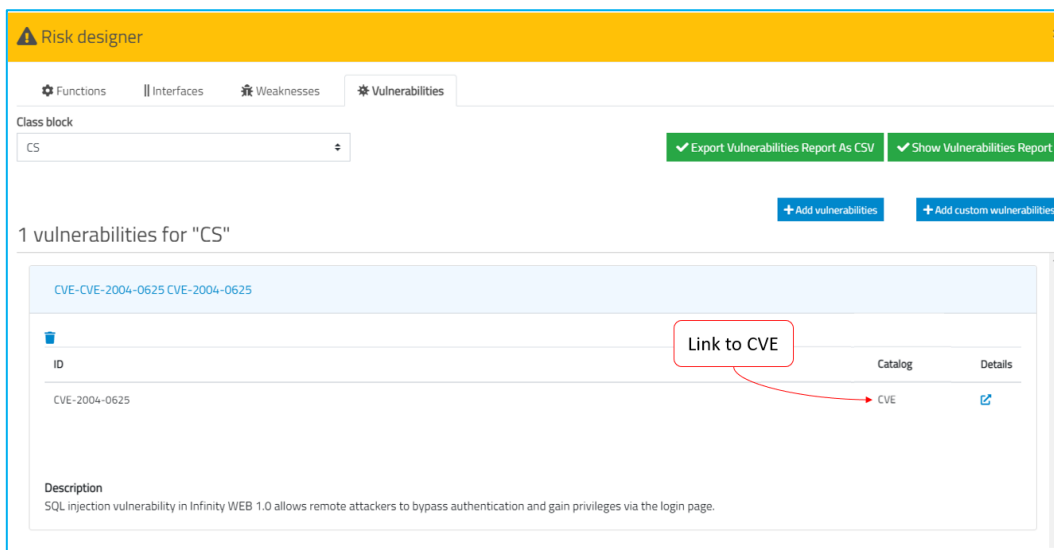 Risk designer
Functions Interfaces Weaknesses Vulnerabilities
Class block
CS
Export Vulnerabilities Report As CSV Show Vulnerabilities Report
+ Add vulnerabilities + Add custom wulnerabilities
1 vulnerabilities for "CS"
CVE-CVE-2004-0625 CVE-2004-0625
Link to CVE
ID Catalog Details
CVE-2004-0625 CVE
Description
SQL injection vulnerability in Infinity WEB 1.0 allows remote attackers to bypass authentication and gain privileges via the login page.